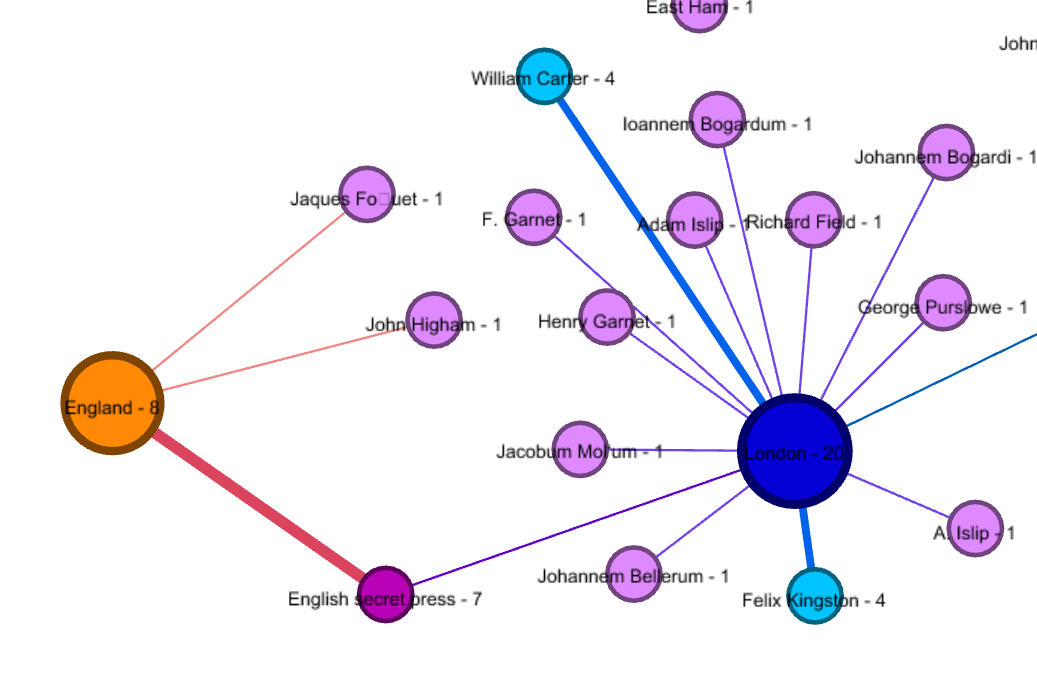 East Ham - 1
John
William Carter - 4
Ioannem Bogardum - 1
Johannem Bogardi - 1
Jaques Fo□uet - 1
F. Garnet - 1
Adam Islip - 1
Richard Field - 1
George Purslowe - 1
John Higham - 1
Henry Garnet - 1
England - 8
Jacobum Mol um - 1
London - 20
A. Islip - 1
Johannem Bellerum - 1
English secret press - 7
Felix Kingston - 4